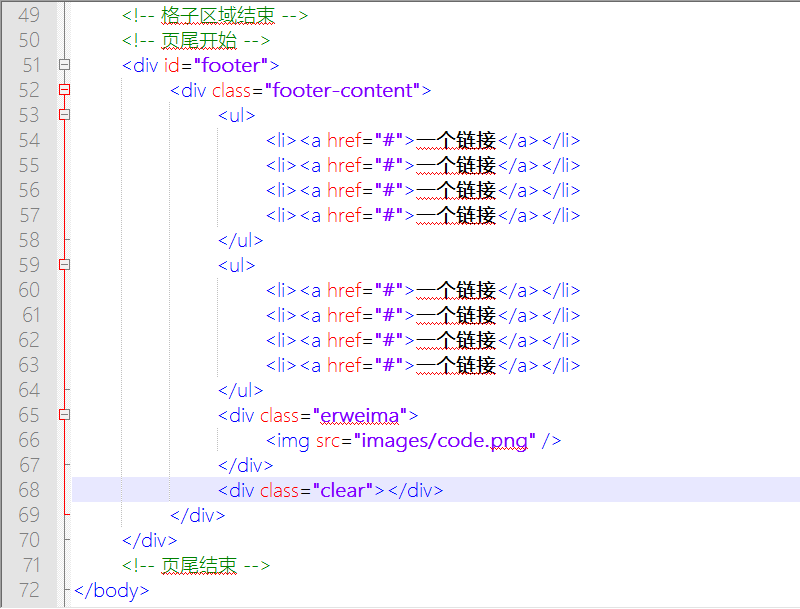 49 <!-- 格子区域结束 -->
50 <!-- 页尾开始 -->
51 <div id="footer">
52 <div class="footer-content">
53 <ul>
54 <li><a href="#">一个链接</a></li>
55 <li><a href="#">一个链接</a></li>
56 <li><a href="#">一个链接</a></li>
57 <li><a href="#">一个链接</a></li>
58 </ul>
59 <ul>
60 <li><a href="#">一个链接</a></li>
61 <li><a href="#">一个链接</a></li>
62 <li><a href="#">一个链接</a></li>
63 <li><a href="#">一个链接</a></li>
64 </ul>
65 <div class="erweima">
66 <img src="images/code.png" />
67 </div>
68 <div class="clear"></div>
69 </div>
70 </div>
71 <!-- 页尾结束 -->
72 </body>